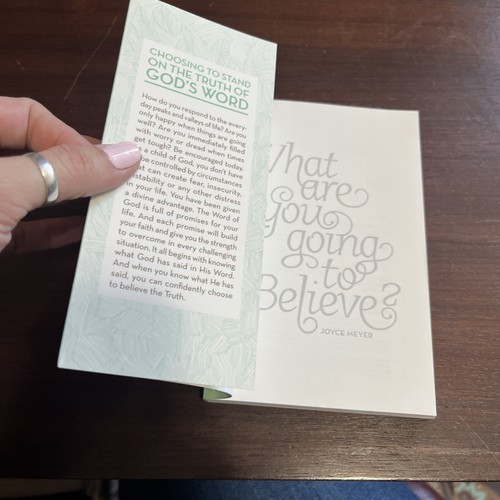 CHOOSING TO STAND
ON THE TRUTH OF
GOD'S WORD
How do you respond to the every-
day peaks and valleys of life? Are you
only happy when things are going
well? Are you immediately filled
with worry or dread when times
get tough? Be encouraged today.
a child of God, you don't have
be controlled by circumstances
can create fear, insecurity,
or any other distress
in your life. You have been given
a divine advantage. The Word of
God is full of promises for your
life. And each promise will build
your faith and give you the strength
to overcome in every challenging
situation. It all begins with knowing
what God has said in His Word.
And when you know what He has
said, you can confidently choose
to believe the Truth.
What
are
you
going
to
Believe?
JOYCE MEYER